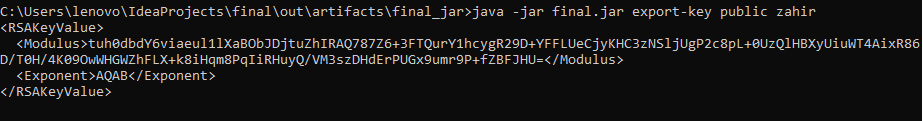 C:\Users\lenovo\IdeaProjects\final\out\artifacts\final_jar>java -jar final.jar export-key public zahir
<RSAKeyValue>
  <Modulus>tuh0dbdY6viaeul1lXaBObJDjtuZhIRAQ787Z6+3FTQurY1hcygR29D+YFFLUeCjyKHC3zNSljUgP2c8pL+0UzQlHBXyUiuWT4AixR86
D/T0H/4K09OwWHGWZhFLX+k8iHqm8PqIiRHuyQ/VM3szDHdErPUGx9umr9P+fZBFJHU=</Modulus>
  <Exponent>AQAB</Exponent>
</RSAKeyValue>